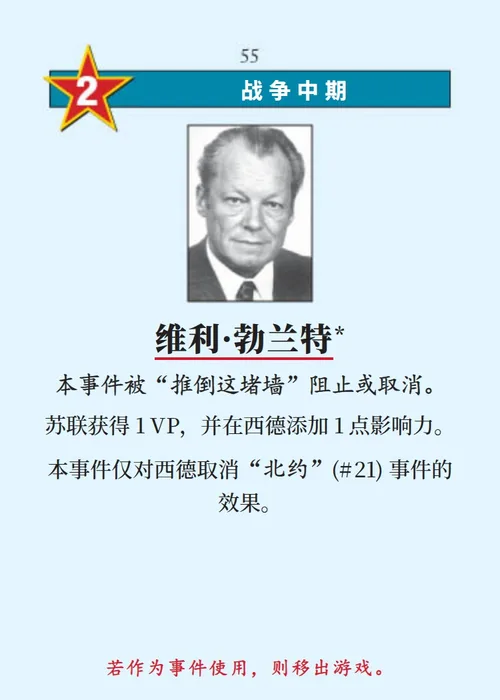 55
2
战争中期
维利·勃兰特*
本事件被“推倒这堵墙”阻止或取消。
苏联获得 1 VP，并在西德添加 1 点影响力。
本事件仅对西德取消“北约”(#21) 事件的
效果。
若作为事件使用，则移出游戏。